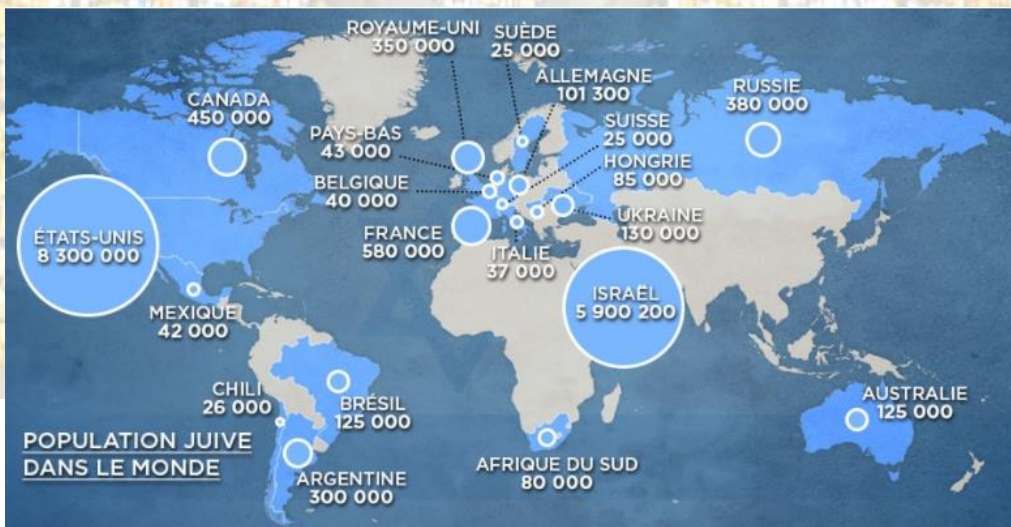 ROYAUME-UNI
350 000
SUÈDE
25 000
ALLEMAGNE
101 300
RUSSIE
380 000
CANADA
450 000
PAYS-BAS
43 000
SUISSE
25 000
HONGRIE
85 000
BELGIQUE
40 000
UKRAINE
130 000
ÉTATS-UNIS
8 300 000
FRANCE
580 000
ITALIE
37 000
ISRAËL
5 900 200
MEXIQUE
42 000
CHILI
26 000
BRÉSIL
125 000
AUSTRALIE
125 000
POPULATION JUIVE
DANS LE MONDE
ARGENTINE
300 000
AFRIQUE DU SUD
80 000